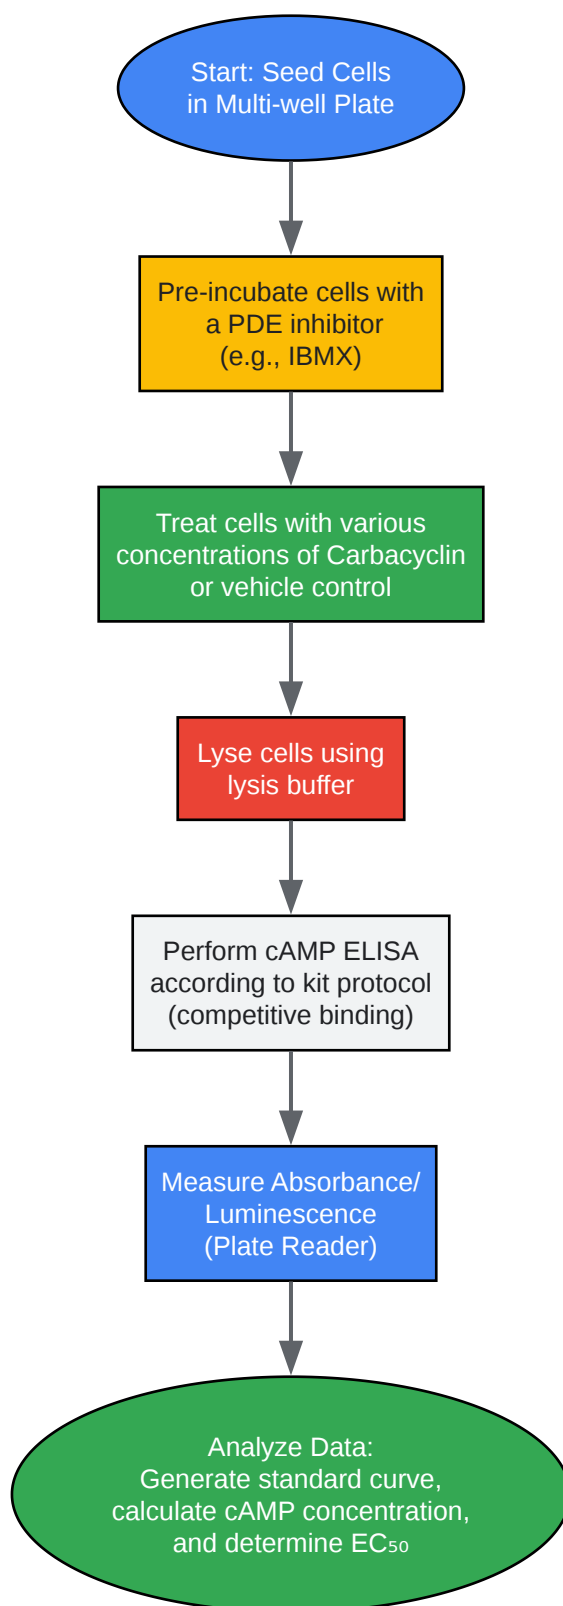 Start: Seed Cells
in Multi-well Plate
Pre-incubate cells with
a PDE inhibitor
(e.g., IBMX)
Treat cells with various
concentrations of Carbacyclin
or vehicle control
Lyse cells using
lysis buffer
Perform cAMP ELISA
according to kit protocol
(competitive binding)
Measure Absorbance/
Luminescence
(Plate Reader)
Analyze Data:
Generate standard curve,
calculate cAMP concentration,
and determine EC₅₀